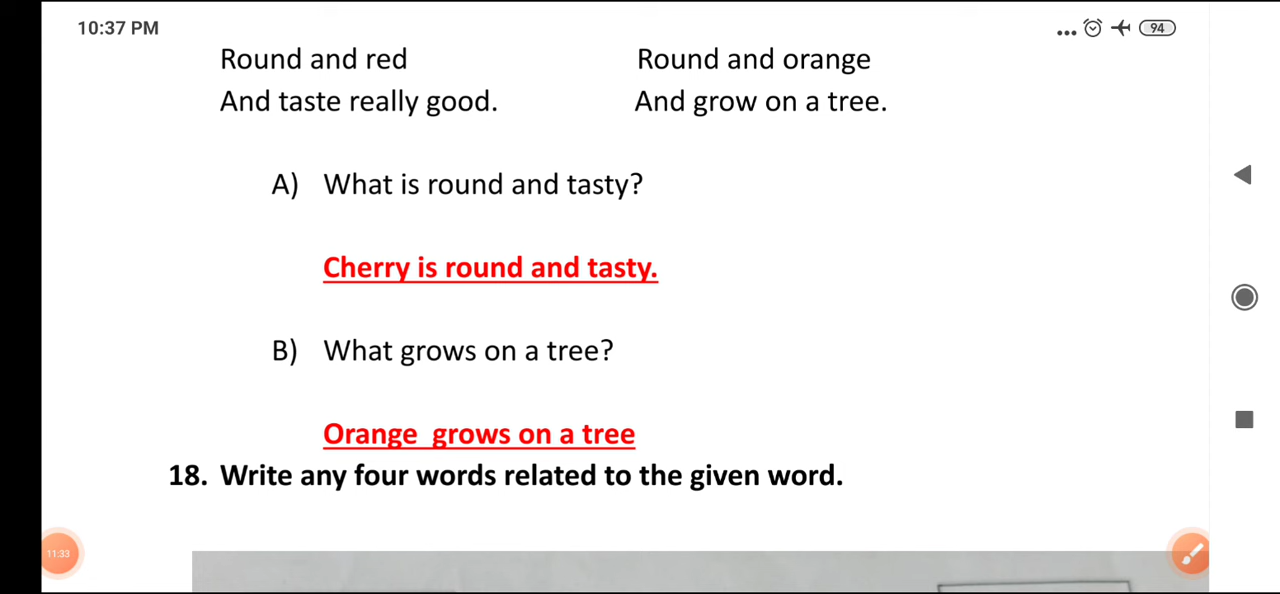 10:37 PM
94
Round and red
And taste really good.
Round and orange
And grow on a tree.
A) What is round and tasty?
Cherry is round and tasty.
B) What grows on a tree?
Orange grows on a tree
18. Write any four words related to the given word.
11:33